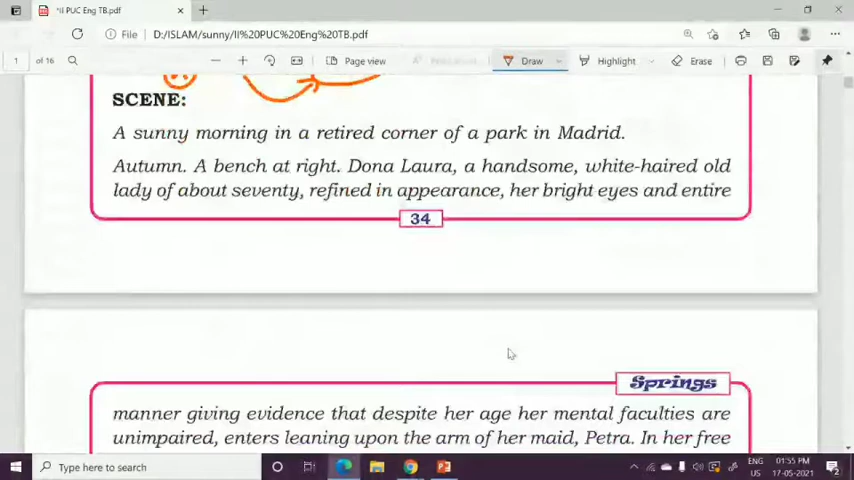 *II PUC Eng TB.pdf
File
D:/ISLAM/sunny/II%20PUC%20Eng%20TB.pdf
1 of 16
Page view
Read aloud
Draw
Highlight
Erase
SCENE:
A sunny morning in a retired corner of a park in Madrid.
Autumn. A bench at right. Dona Laura, a handsome, white-haired old
lady of about seventy, refined in appearance, her bright eyes and entire
34
Springs
manner giving evidence that despite her age her mental faculties are
unimpaired, enters leaning upon the arm of her maid, Petra. In her free
Type here to search
ENG
US
01:55 PM
17-05-2021
2